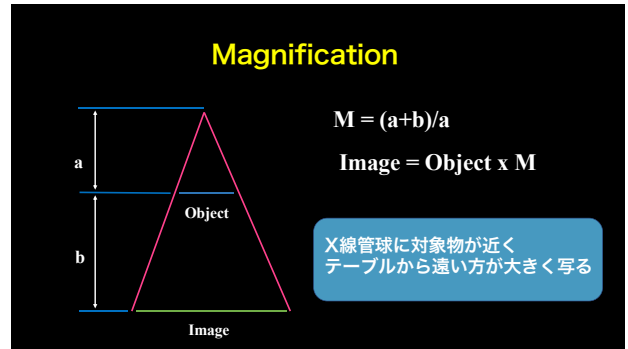 Magnification
M = (a+b)/a
a
Image = Object x M
Object
X線管球に対象物が近く
テーブルから遠い方が大きく写る
b
Image